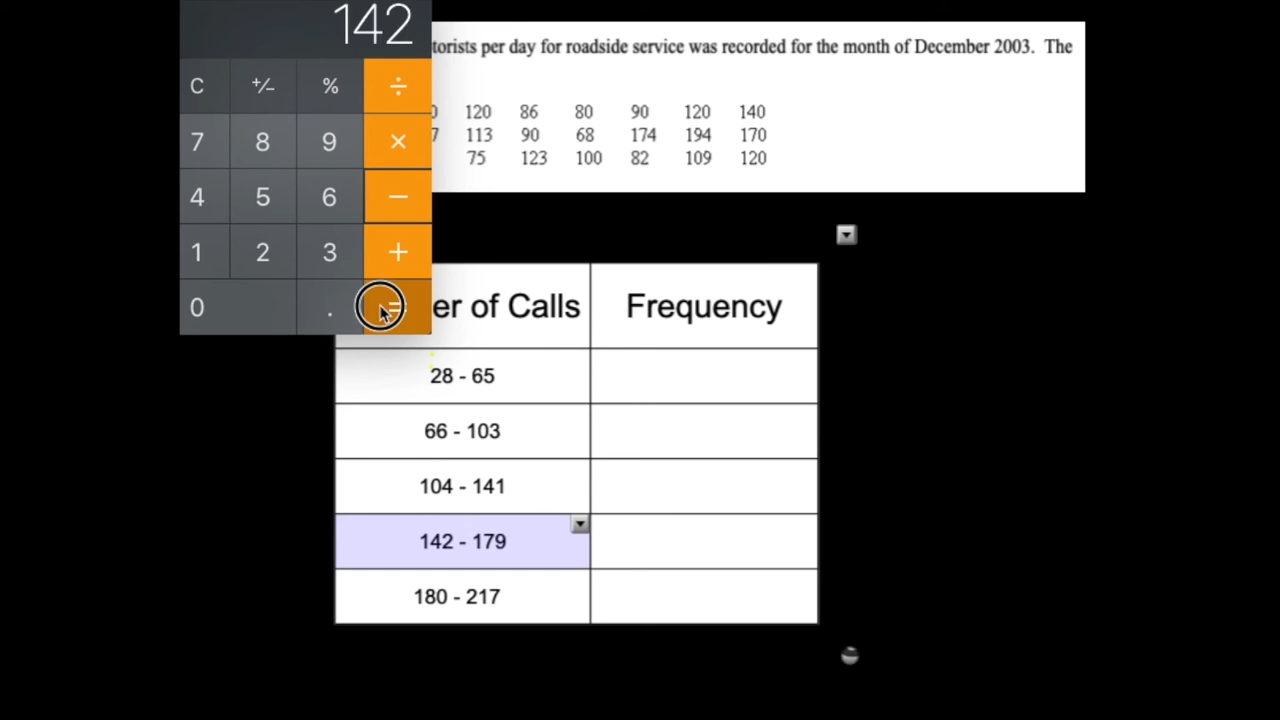 142
torists per day for roadside service was recorded for the month of December 2003. The
C +/− % ÷
120 86 80 90 120 140
7 8 9 ×
7 113 90 68 174 194 170
75 123 100 82 109 120
4 5 6 −
1 2 3 +
0 . =
er of Calls Frequency
28 - 65
66 - 103
104 - 141
142 - 179
180 - 217